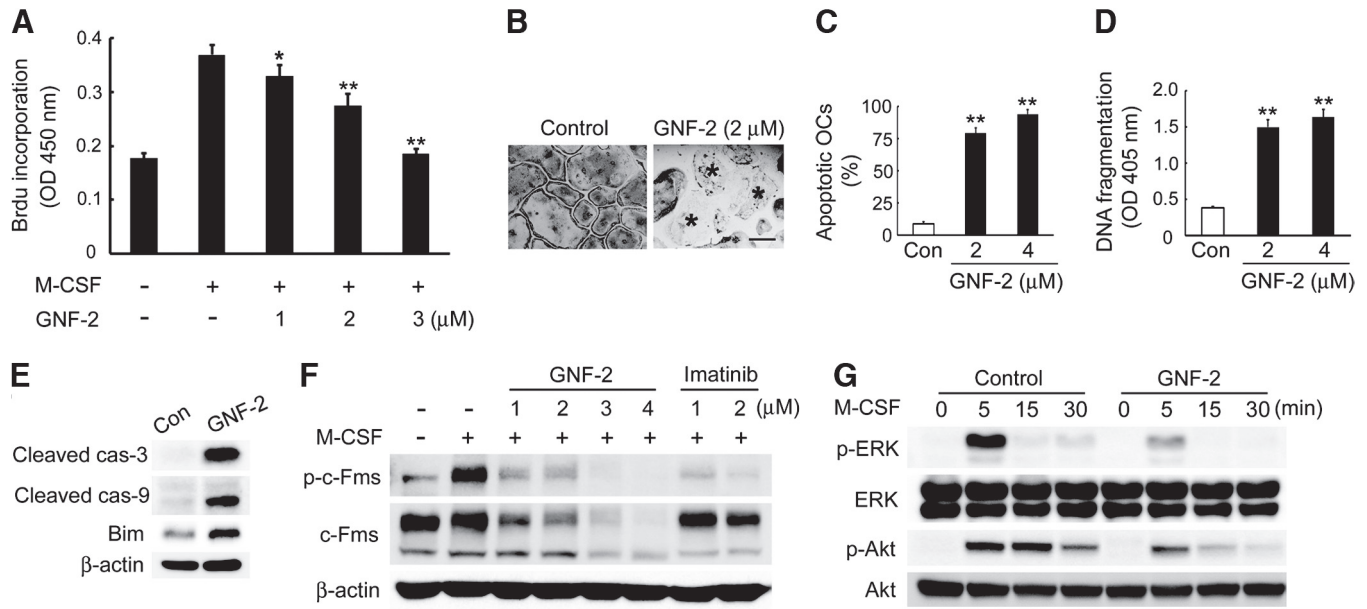 A
Brdu incorporation
(OD 450 nm)
0.4
0.3
0.2
0.1
0
*
**
**
M-CSF - + + + +
GNF-2 - - 1 2 3 (μM)
B
Control GNF-2 (2 μM)
* * *
C
Apoptotic OCs
(%)
100
75
50
25
0
**
**
Con 2 4
GNF-2 (μM)
D
DNA fragmentation
(OD 405 nm)
2.0
1.5
1.0
0.5
0
**
**
Con 2 4
GNF-2 (μM)
E
Con GNF-2
Cleaved cas-3
Cleaved cas-9
Bim
β-actin
F
GNF-2 Imatinib
- - 1 2 3 4 1 2 (μM)
M-CSF - + + + + + + +
p-c-Fms
c-Fms
β-actin
G
Control GNF-2
M-CSF 0 5 15 30 0 5 15 30 (min)
p-ERK
ERK
p-Akt
Akt